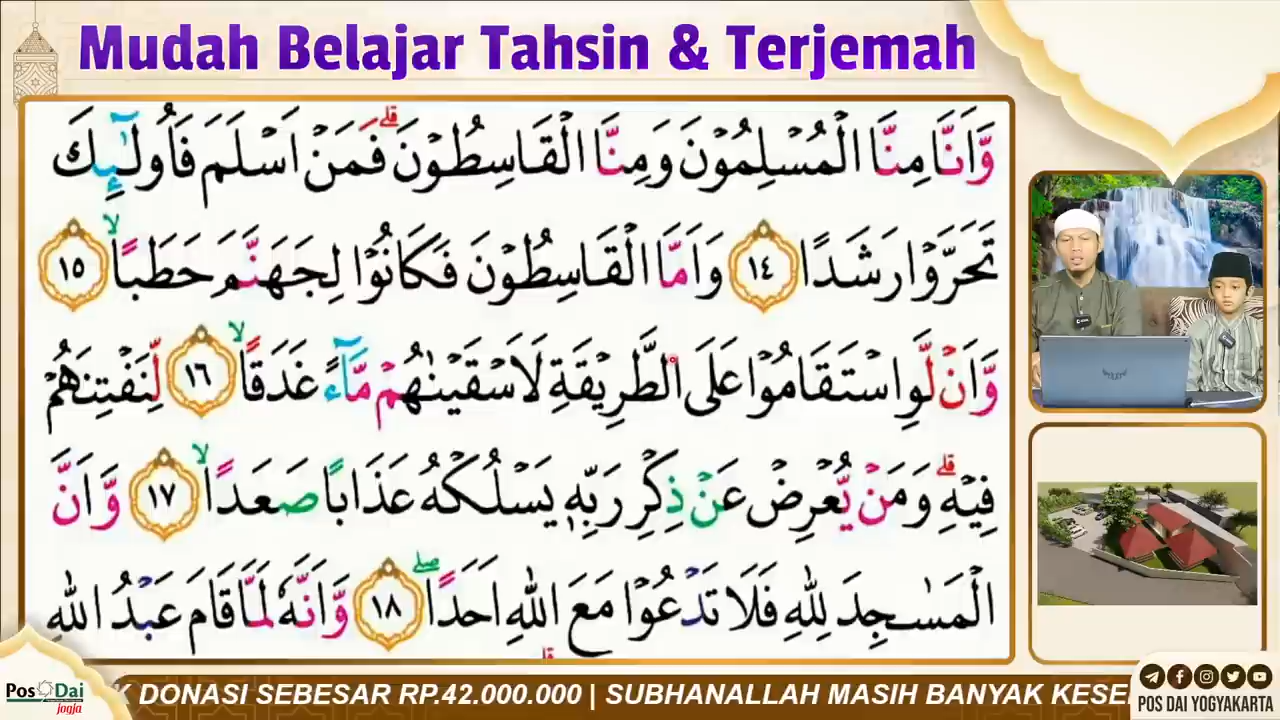 Mudah Belajar Tahsin & Terjemah
وَّاَنَّا مِنَّا الْمُسْلِمُوْنَ وَمِنَّا الْقَاسِطُوْنَ ۗفَمَنْ اَسْلَمَ فَاُولٰۤىِٕكَ
تَحَرَّوْا رَشَدًا ١٤ وَاَمَّا الْقَاسِطُوْنَ فَكَانُوْا لِجَهَنَّمَ حَطَبًاۙ ١٥
وَّاَنْ لَّوِ اسْتَقَامُوْا عَلَى الطَّرِيْقَةِ لَاَسْقَيْنٰهُمْ مَّاۤءً غَدَقًاۙ ١٦ لِّنَفْتِنَهُمْ
فِيْهِ ۗوَمَنْ يُّعْرِضْ عَنْ ذِكْرِ رَبِّهٖ يَسْلُكْهُ عَذَابًا صَعَدًاۙ ١٧ وَّاَنَّ
الْمَسٰجِدَ لِلّٰهِ فَلَا تَدْعُوْا مَعَ اللّٰهِ اَحَدًاۖ ١٨ وَّاَنَّهٗ لَمَّا قَامَ عَبْدُ اللّٰهِ
Pos Dai
jogja
K DONASI SEBESAR RP.42.000.000 | SUBHANALLAH MASIH BANYAK KESE
POS DAI YOGYAKARTA